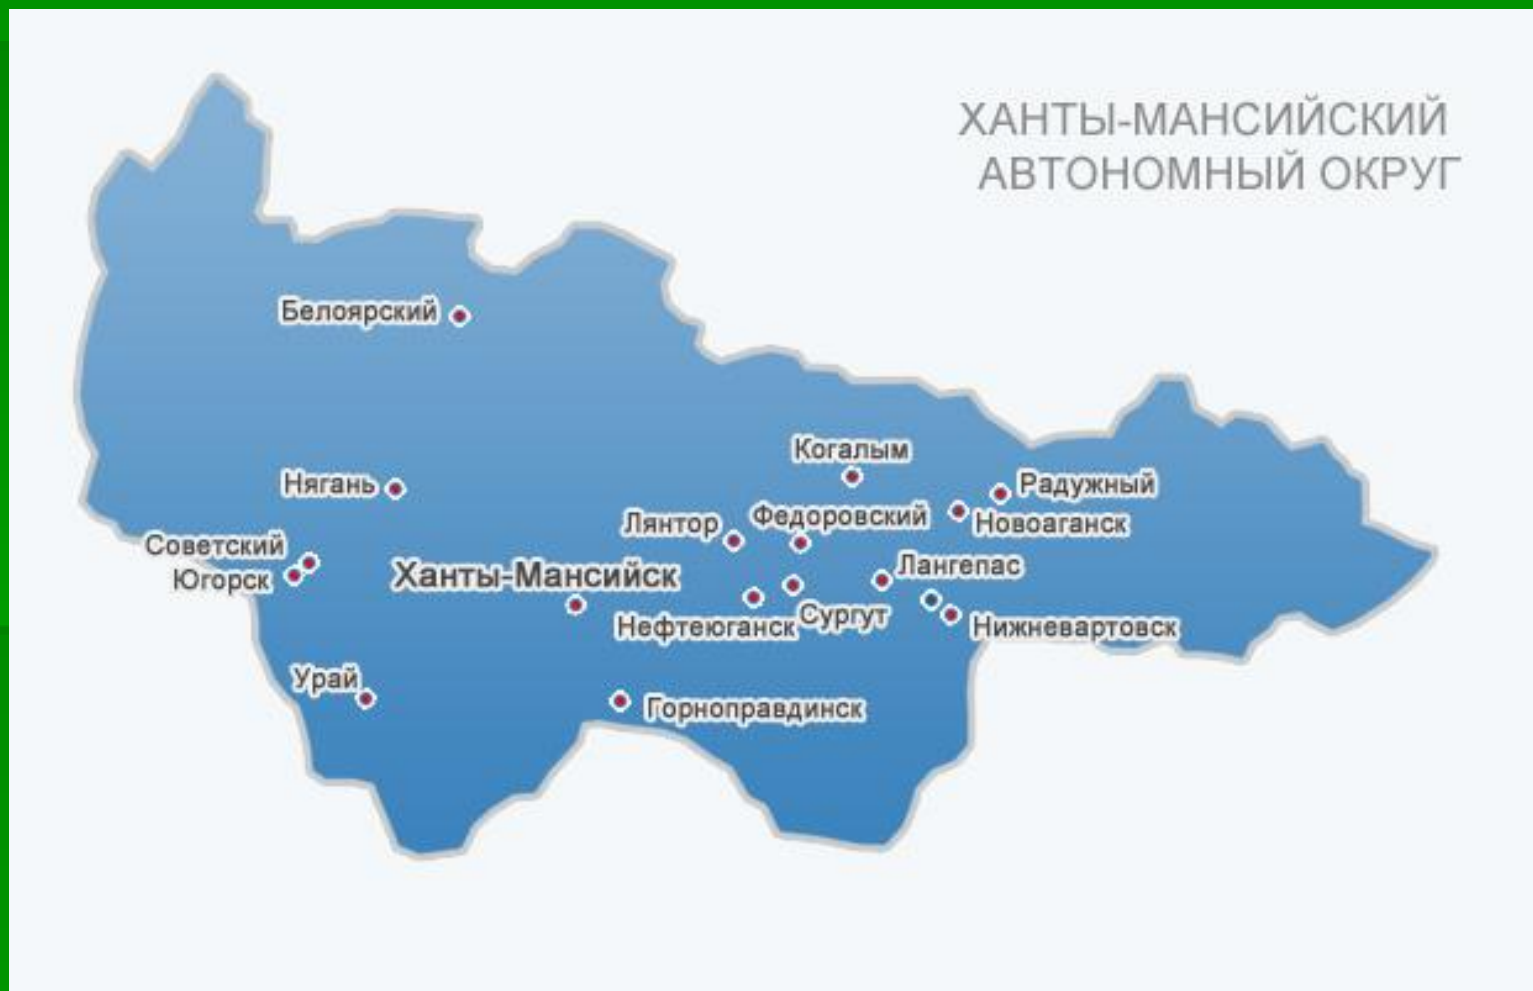 ХАНТЫ-МАНСИЙСКИЙ
АВТОНОМНЫЙ ОКРУГ
Белоярский
Когалым
Нягань
Радужный
Лянтор
Федоровский
Новоаганск
Советский
Югорск
Ханты-Мансийск
Лангепас
Нефтеюганск
Сургут
Нижневартовск
Урай
Горноправдинск